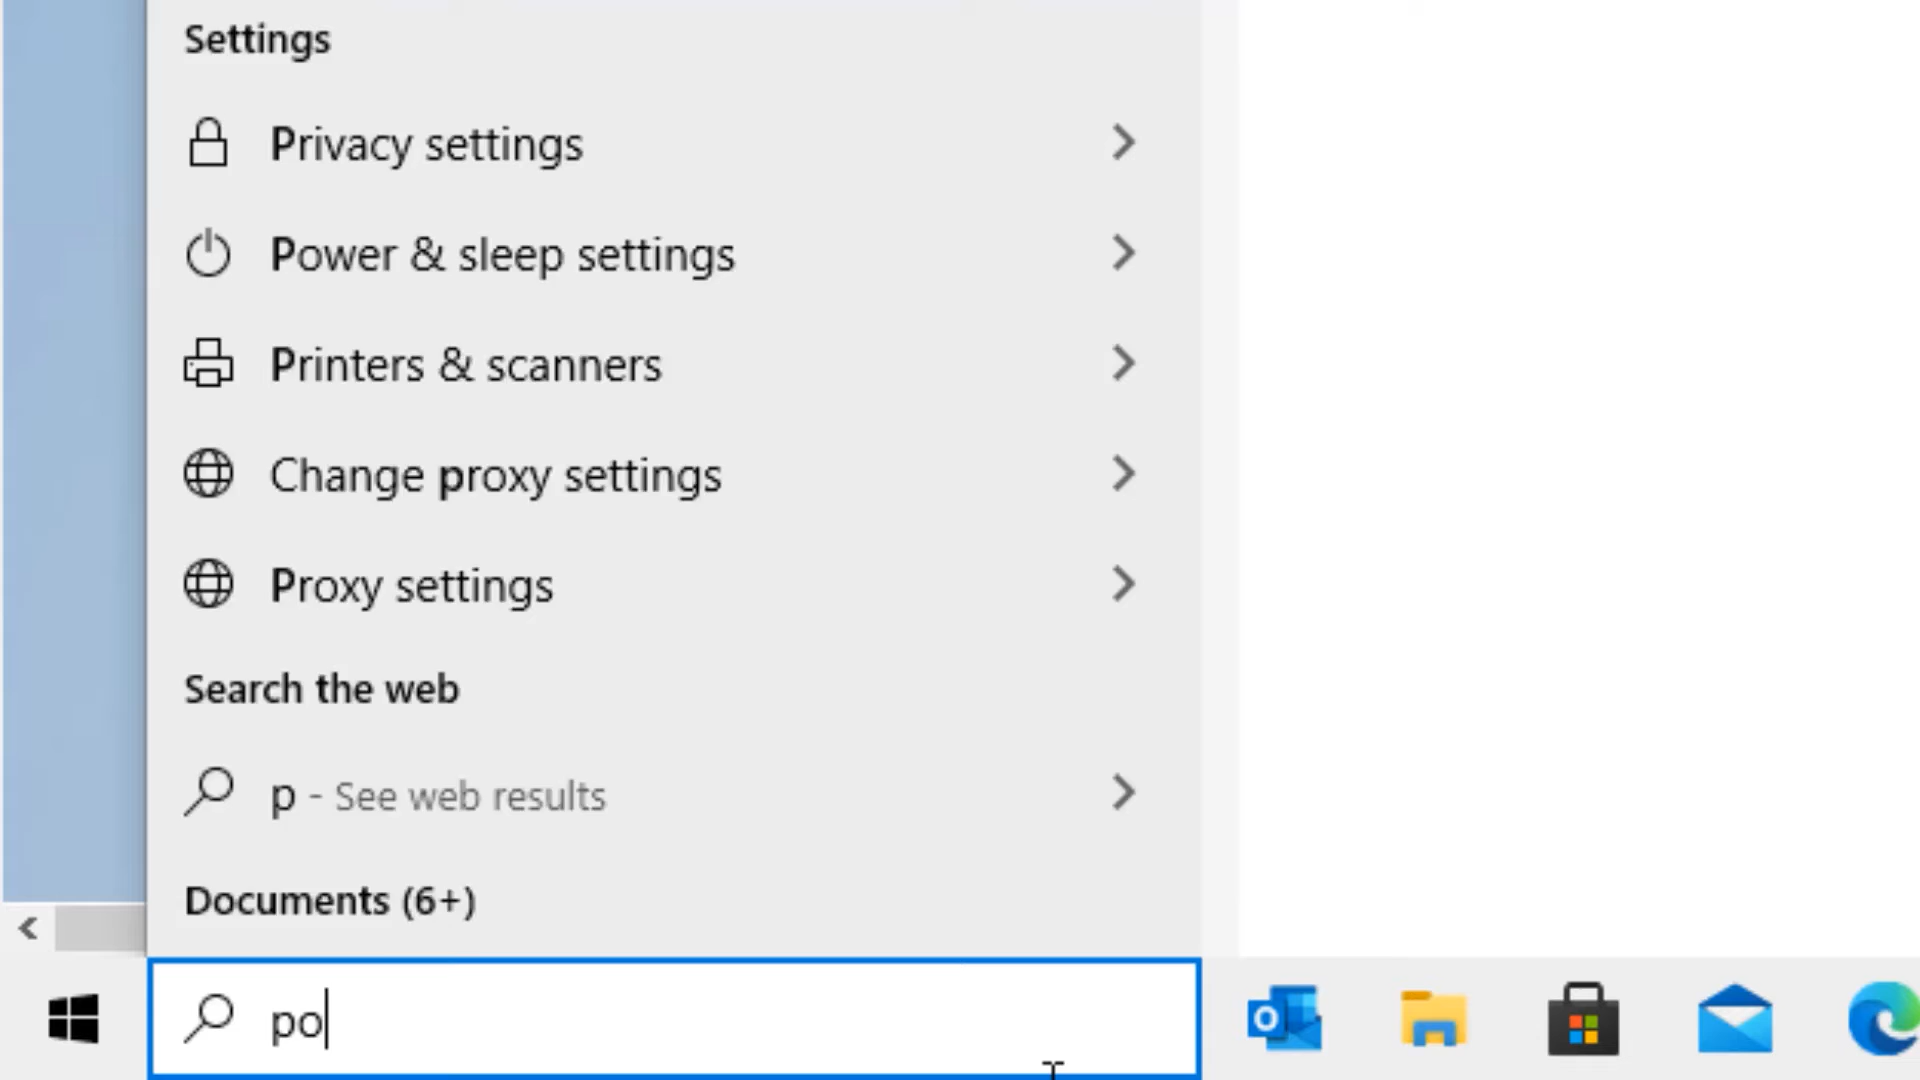 Settings
Privacy settings
Power & sleep settings
Printers & scanners
Change proxy settings
Proxy settings
Search the web
p - See web results
Documents (6+)
po